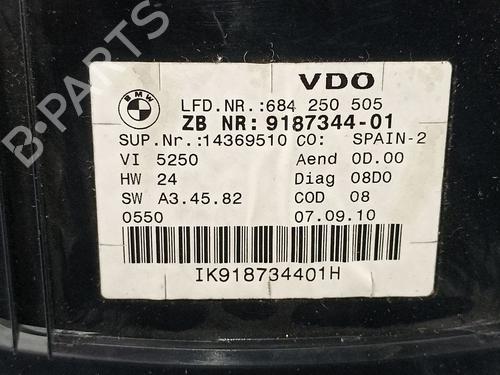 BMW
VDO
LFD.NR.:684 250 505
ZB NR: 9187344-01
SUP.Nr.:14369510 CO: SPAIN-2
VI 5250 Aend 0D.00
HW 24 Diag 08D0
SW A3.45.82 COD 08
0550 07.09.10
IK918734401H
B-PARTS